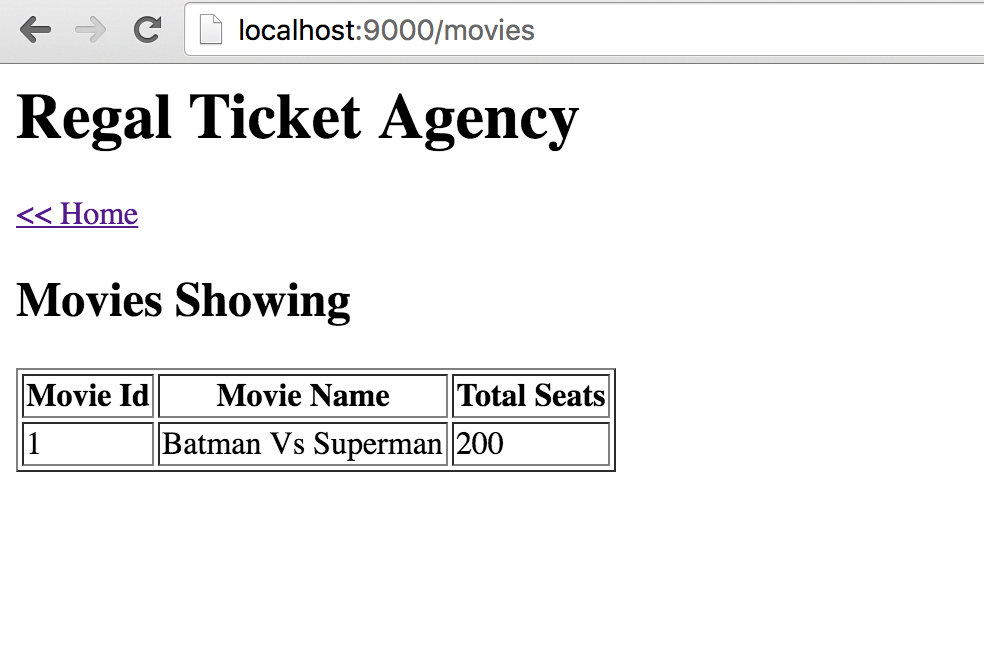 localhost:9000/movies
Regal Ticket Agency
<< Home
Movies Showing
Movie Id Movie Name Total Seats
1 Batman Vs Superman 200